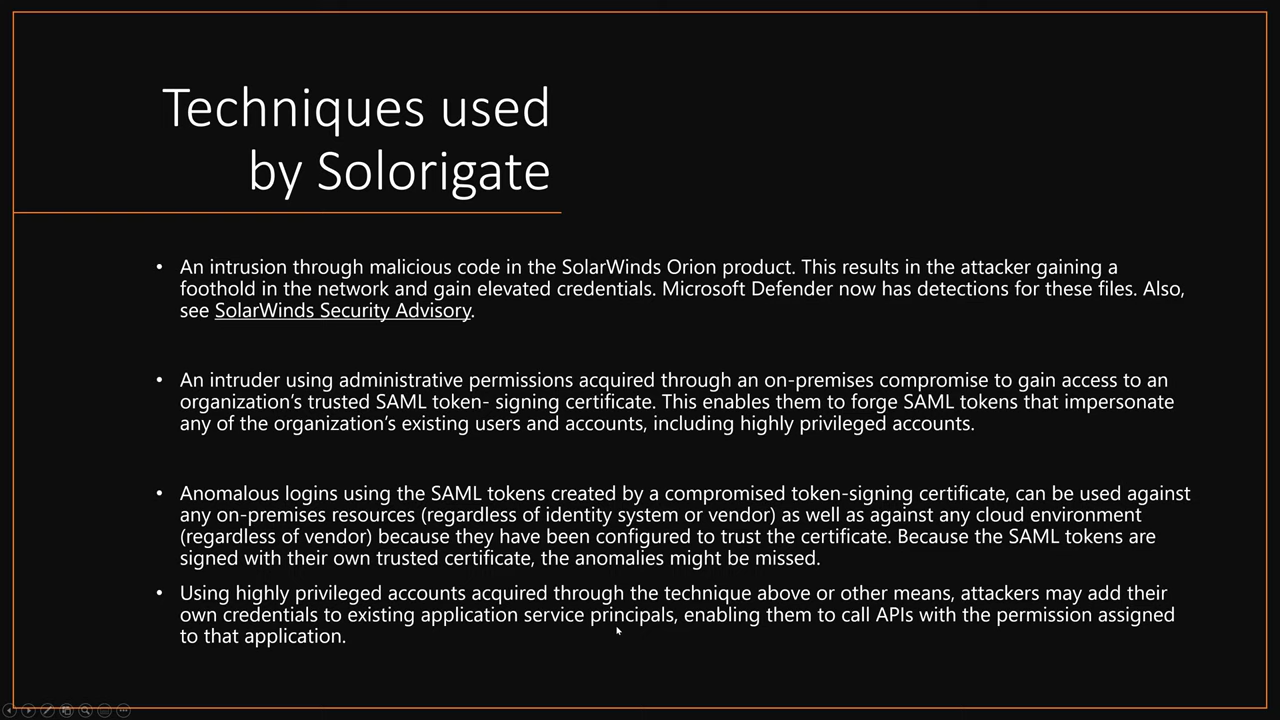 Techniques used
by Solorigate
• An intrusion through malicious code in the SolarWinds Orion product. This results in the attacker gaining a
foothold in the network and gain elevated credentials. Microsoft Defender now has detections for these files. Also,
see SolarWinds Security Advisory.
• An intruder using administrative permissions acquired through an on-premises compromise to gain access to an
organization’s trusted SAML token- signing certificate. This enables them to forge SAML tokens that impersonate
any of the organization’s existing users and accounts, including highly privileged accounts.
• Anomalous logins using the SAML tokens created by a compromised token-signing certificate, can be used against
any on-premises resources (regardless of identity system or vendor) as well as against any cloud environment
(regardless of vendor) because they have been configured to trust the certificate. Because the SAML tokens are
signed with their own trusted certificate, the anomalies might be missed.
• Using highly privileged accounts acquired through the technique above or other means, attackers may add their
own credentials to existing application service principals, enabling them to call APIs with the permission assigned
to that application.